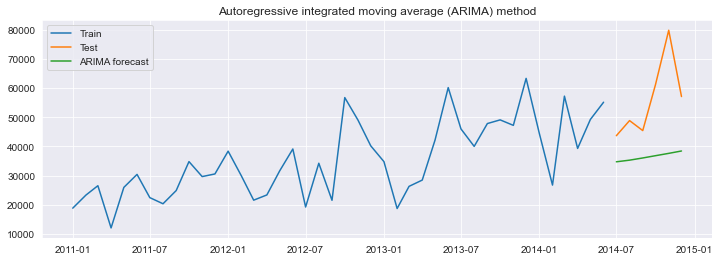 Autoregressive integrated moving average (ARIMA) method
Train
Test
ARIMA forecast
80000
70000
60000
50000
40000
30000
20000
10000
2011-01 2011-07 2012-01 2012-07 2013-01 2013-07 2014-01 2014-07 2015-01